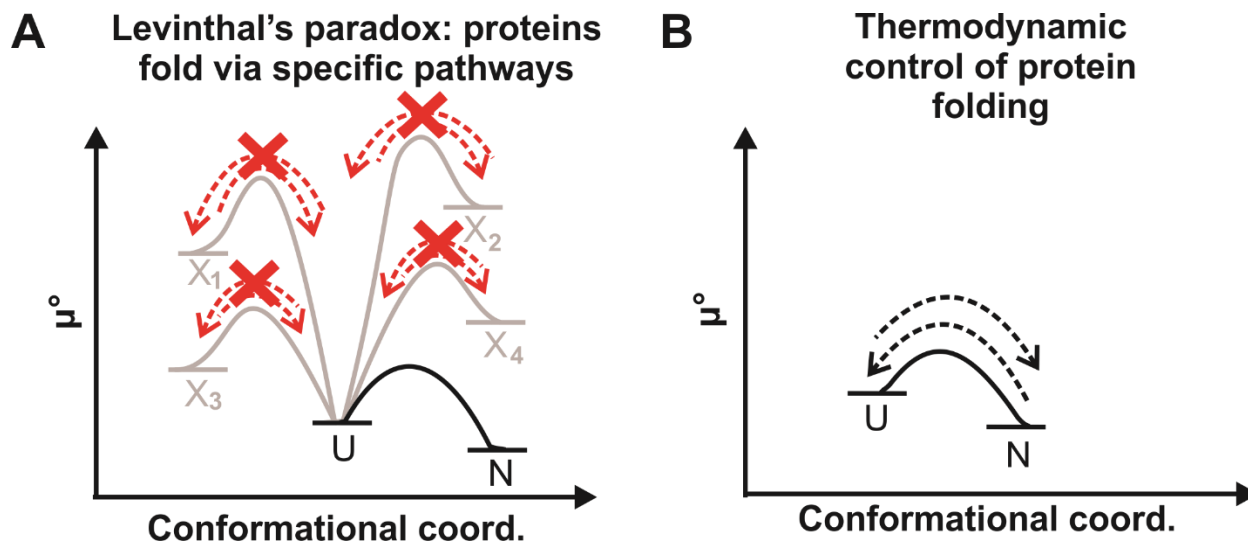 A
Levinthal's paradox: proteins
fold via specific pathways
μ°
X₁
X₂
X₃
X₄
U
N
Conformational coord.
B
Thermodynamic
control of protein
folding
μ°
U
N
Conformational coord.